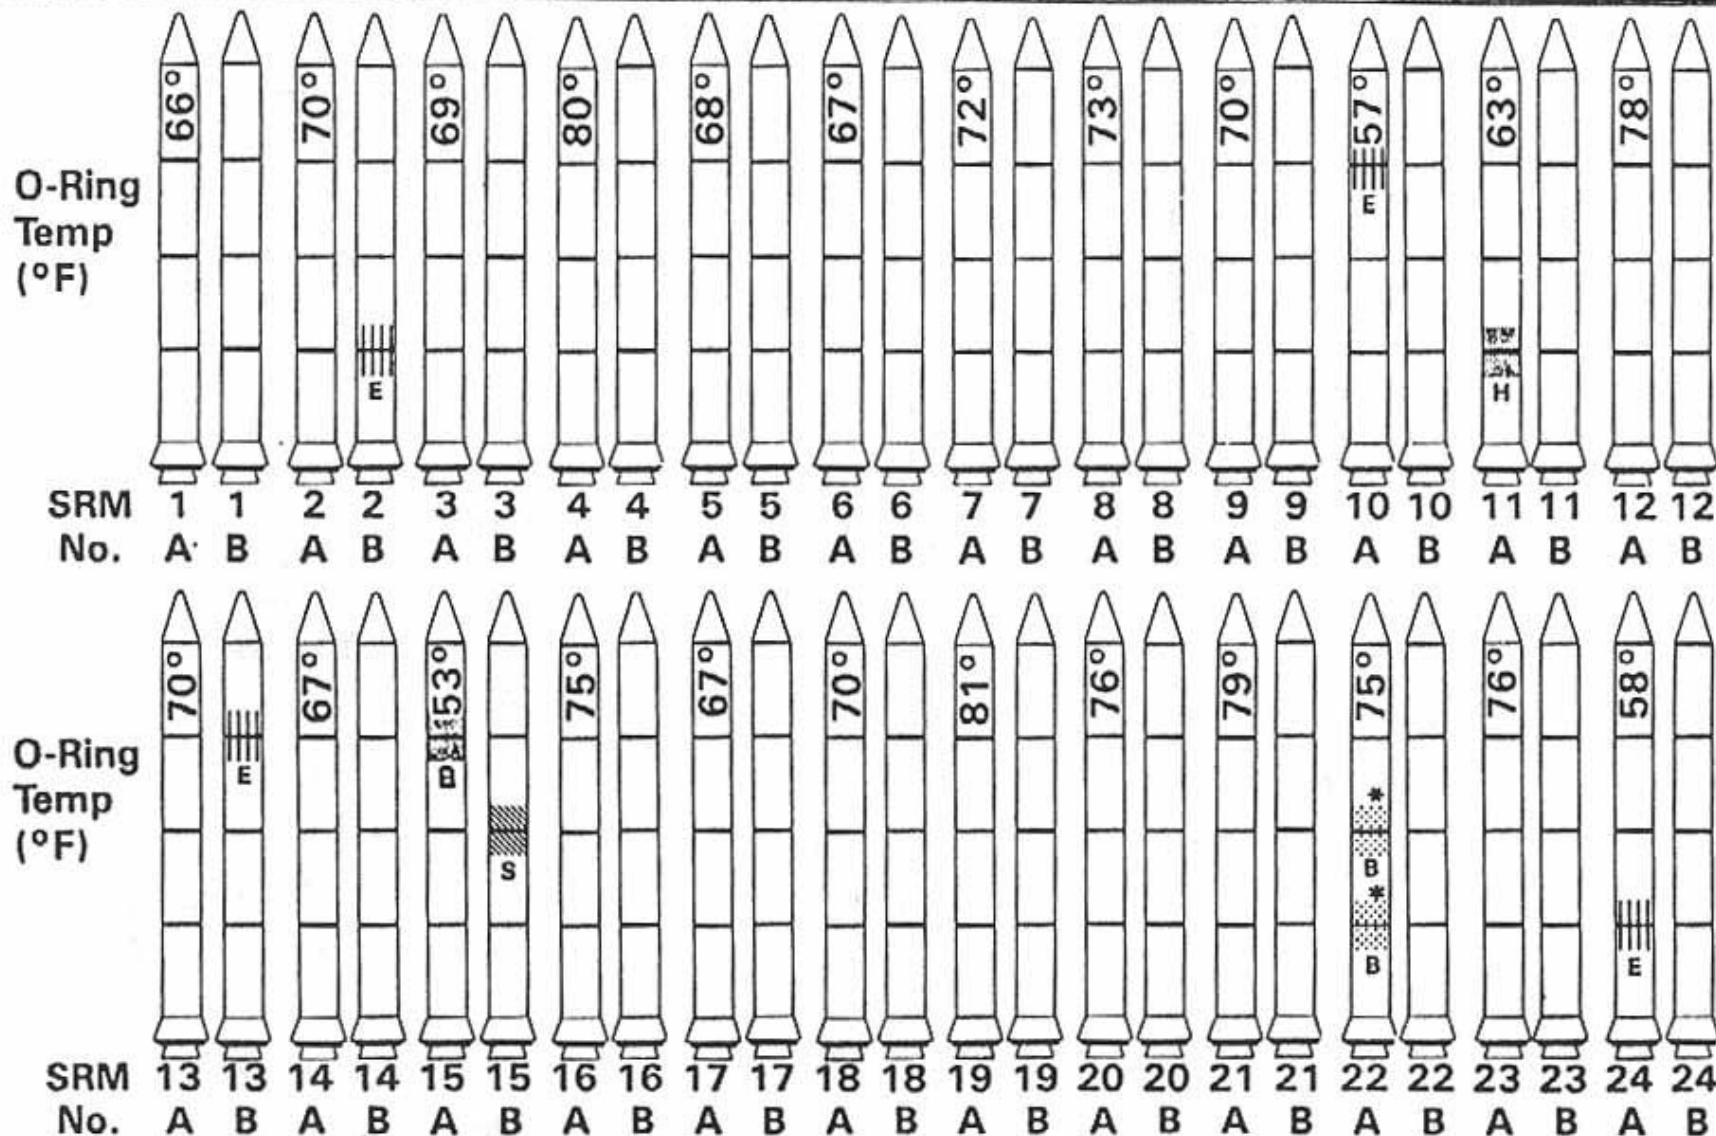 66° 70° 69° 80° 68° 67° 72° 73° 70° 57° 63° 78°
O-Ring
Temp
(°F)
E
E
H
SRM 1 1 2 2 3 3 4 4 5 5 6 6 7 7 8 8 9 9 10 10 11 11 12 12
No. A B A B A B A B A B A B A B A B A B A B A B A B
70° 67° 53° 75° 67° 70° 81° 76° 79° 75° 76° 58°
O-Ring
Temp
(°F)
E
S
*
B
*
B
E
SRM 13 13 14 14 15 15 16 16 17 17 18 18 19 19 20 20 21 21 22 22 23 23 24 24
No. A B A B A B A B A B A B A B A B A B A B A B A B